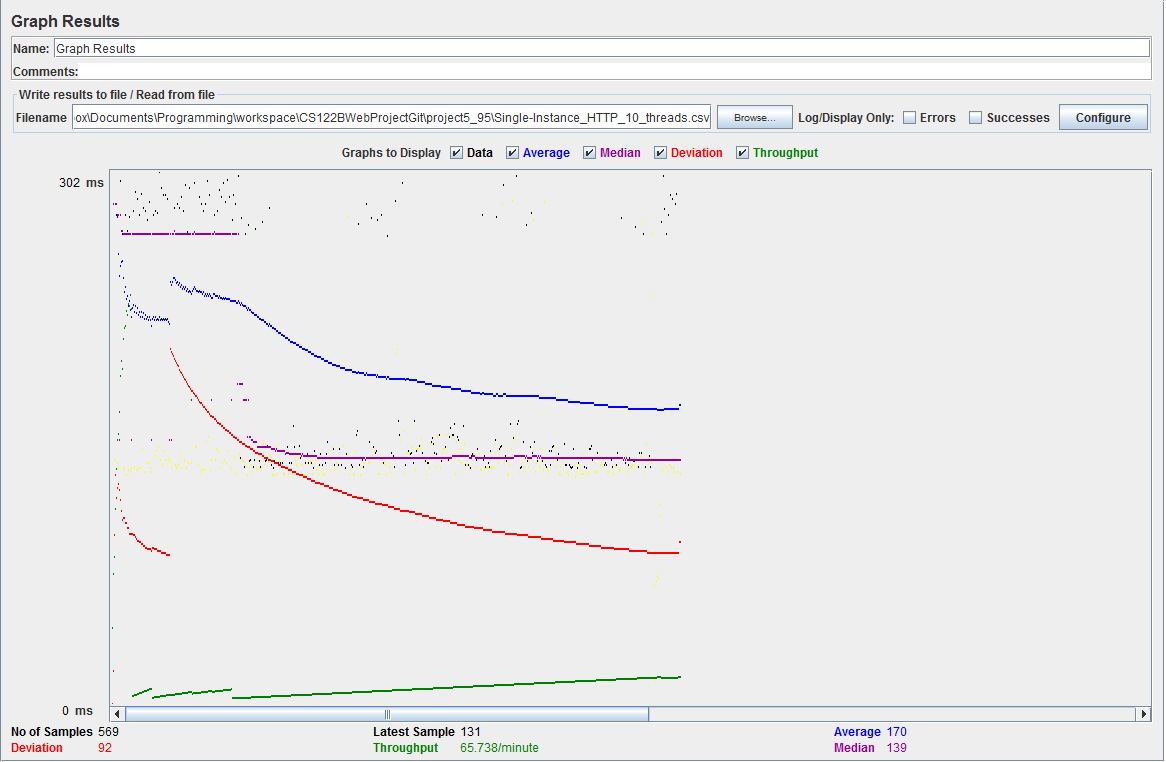 Graph Results
Name: Graph Results
Comments:
Write results to file / Read from file
Filename ox\Documents\Programming\workspace\CS122BWebProjectGit\project5_95\Single-Instance_HTTP_10_threads.csv Browse... Log/Display Only: Errors Successes Configure
Graphs to Display Data Average Median Deviation Throughput
302 ms
0 ms
No of Samples 569 Latest Sample 131 Average 170
Deviation 92 Throughput 65.738/minute Median 139